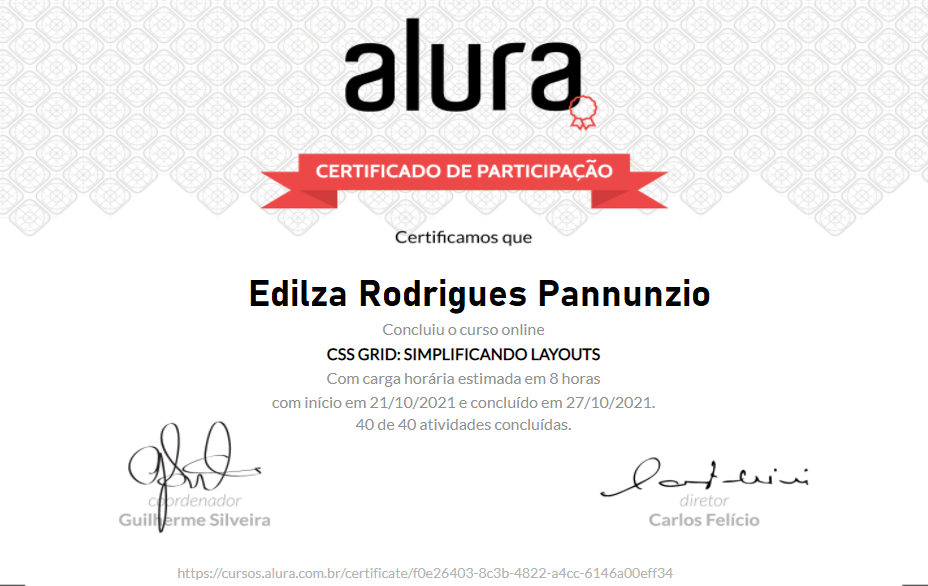 alura
CERTIFICADO DE PARTICIPAÇÃO
Certificamos que
Edilza Rodrigues Pannunzio
Concluiu o curso online
CSS GRID: SIMPLIFICANDO LAYOUTS
Com carga horária estimada em 8 horas
com início em 21/10/2021 e concluído em 27/10/2021.
40 de 40 atividades concluídas.
coordenador
Guilherme Silveira
diretor
Carlos Felício
https://cursos.alura.com.br/certificate/f0e26403-8c3b-4822-a4cc-6146a00eff34